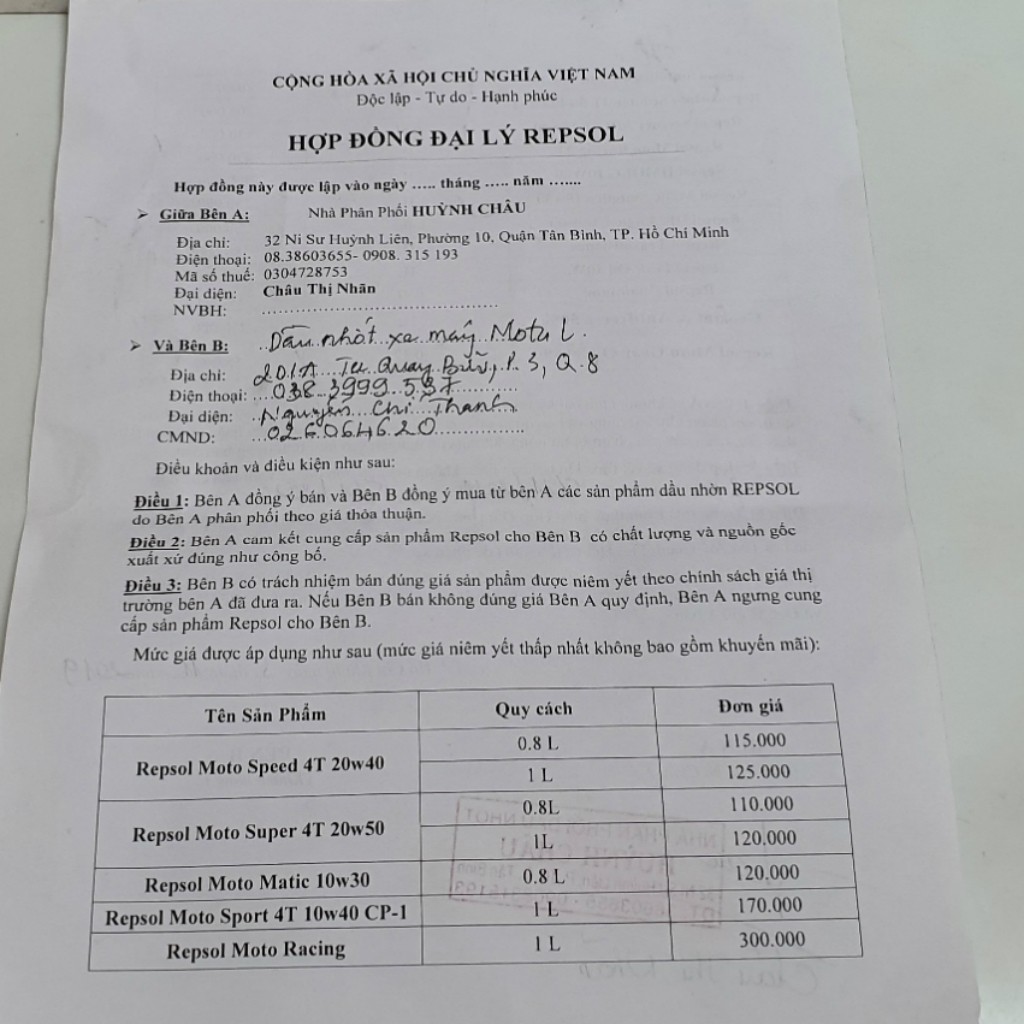 CỘNG HÒA XÃ HỘI CHỦ NGHĨA VIỆT NAM
Độc lập - Tự do - Hạnh phúc
HỢP ĐỒNG ĐẠI LÝ REPSOL
Hợp đồng này được lập vào ngày ..... tháng ..... năm .......
➢ Giữa Bên A: Nhà Phân Phối HUỲNH CHÂU
Địa chỉ: 32 Ni Sư Huỳnh Liên, Phường 10, Quận Tân Bình, TP. Hồ Chí Minh
Điện thoại: 08.38603655- 0908. 315 193
Mã số thuế: 0304728753
Đại diện: Châu Thị Nhãn
NVBH: ..........................................
➢ Và Bên B: Dầu nhớt xe máy Motul
Địa chỉ: 201A Tạ Quang Bửu, P. 3, Q. 8
Điện thoại: 038 3999 537
Đại diện: Nguyễn Chí Thanh
CMND: 026064620
Điều khoản và điều kiện như sau:
Điều 1: Bên A đồng ý bán và Bên B đồng ý mua từ bên A các sản phẩm dầu nhờn REPSOL
do Bên A phân phối theo giá thỏa thuận.
Điều 2: Bên A cam kết cung cấp sản phẩm Repsol cho Bên B có chất lượng và nguồn gốc
xuất xứ đúng như công bố.
Điều 3: Bên B có trách nhiệm bán đúng giá sản phẩm được niêm yết theo chính sách giá thị
trường bên A đã đưa ra. Nếu Bên B bán không đúng giá Bên A quy định, Bên A ngưng cung
cấp sản phẩm Repsol cho Bên B.
Mức giá được áp dụng như sau (mức giá niêm yết thấp nhất không bao gồm khuyến mãi):
Tên Sản Phẩm Quy cách Đơn giá
Repsol Moto Speed 4T 20w40 0.8 L 115.000
1 L 125.000
Repsol Moto Super 4T 20w50 0.8L 110.000
1L 120.000
Repsol Moto Matic 10w30 0.8 L 120.000
Repsol Moto Sport 4T 10w40 CP-1 1 L 170.000
Repsol Moto Racing 1 L 300.000